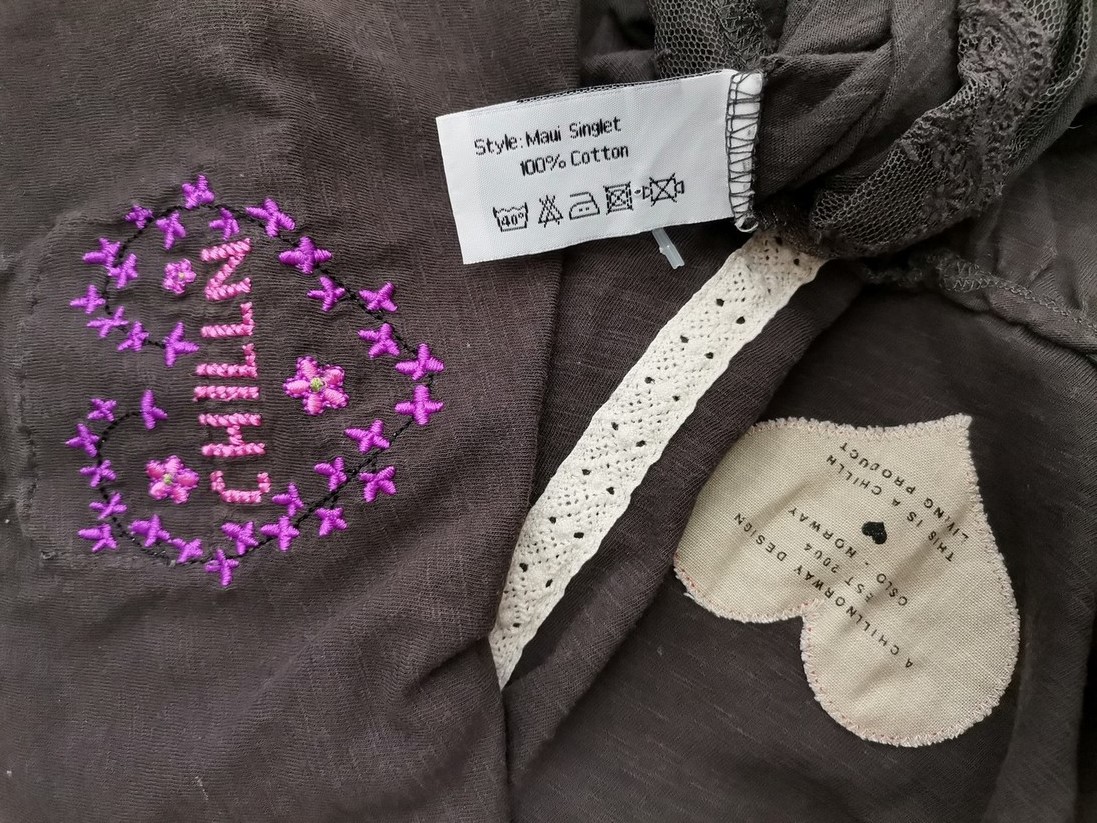 Style: Maui Singlet
100% Cotton
40°
CHILLN
A CHILLNORWAY DESIGN
EST 2004
OSLO - NORWAY
THIS IS A CHILLN
LIVING PRODUCT